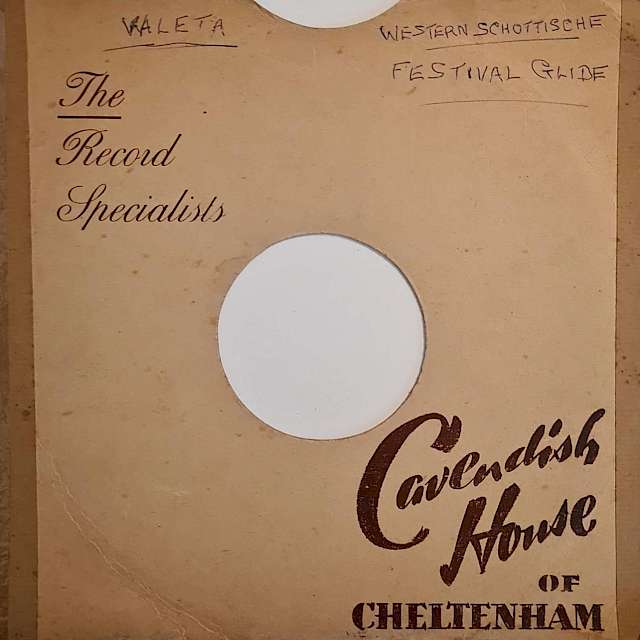 VALETA
WESTERN SCHOTTISCHE
FESTIVAL GLIDE
The
Record
Specialists
Cavendish
House
OF
CHELTENHAM